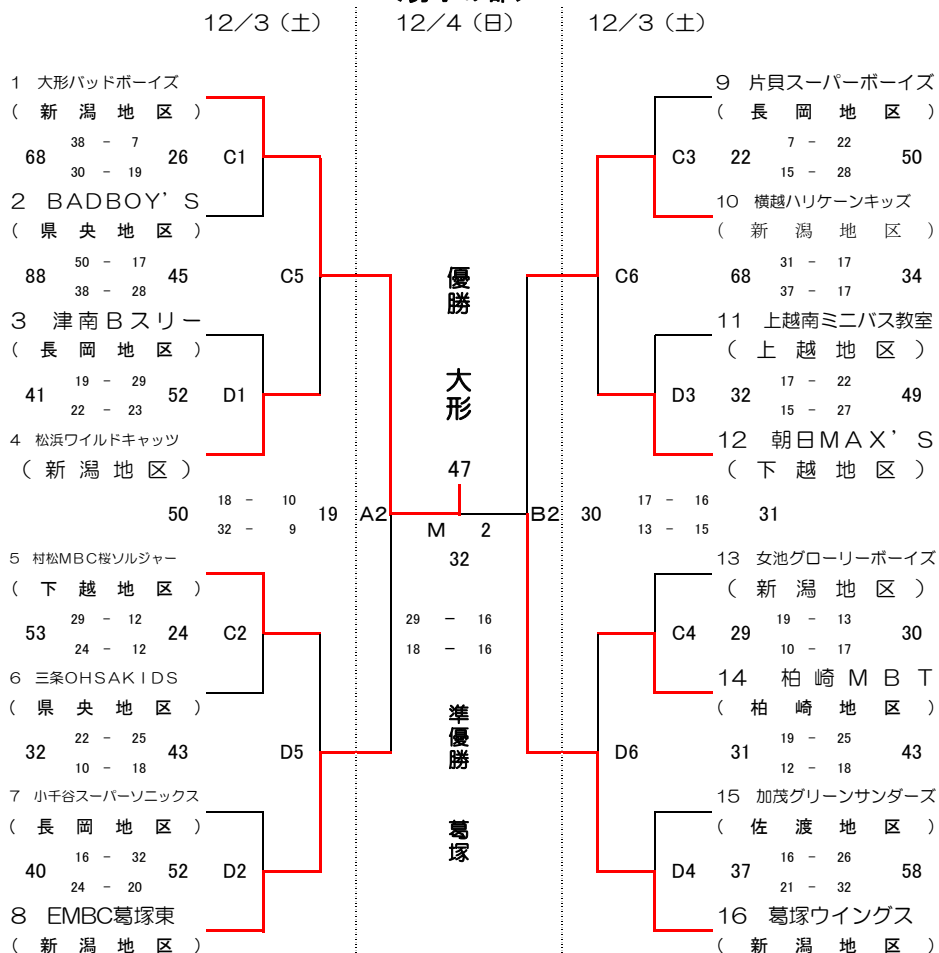 12/3（土）　12/4（日）　12/3（土）
1　大形バッドボーイズ
（新潟地区）
38 - 7
68　26　C1
30 - 19
2　BADBOY'S
（県央地区）
50 - 17
88　45　C5
38 - 28
3　津南Bスリー
（長岡地区）
19 - 29
41　52　D1
22 - 23
4　松浜ワイルドキャッツ
（新潟地区）
18 - 10
50　19　A2
32 - 9
5　村松MBC桜ソルジャー
（下越地区）
29 - 12
53　24　C2
24 - 12
6　三条OHSAKIDS
（県央地区）
22 - 25
32　43　D5
10 - 18
7　小千谷スーパーソニックス
（長岡地区）
16 - 32
40　52　D2
24 - 20
8　EMBC葛塚東
（新潟地区）
優勝
大形
47
M 2
32
29 - 16
18 - 16
準優勝
葛塚
9　片貝スーパーボーイズ
（長岡地区）
7 - 22
C3　22　50
15 - 28
10　横越ハリケーンキッズ
（新潟地区）
31 - 17
C6　68　34
37 - 17
11　上越南ミニバス教室
（上越地区）
17 - 22
D3　32　49
15 - 27
12　朝日MAX'S
（下越地区）
17 - 16
B2　30　31
13 - 15
13　女池グローリーボーイズ
（新潟地区）
19 - 13
C4　29　30
10 - 17
14　柏崎MBT
（柏崎地区）
19 - 25
D6　31　43
12 - 18
15　加茂グリーンサンダーズ
（佐渡地区）
16 - 26
D4　37　58
21 - 32
16　葛塚ウイングス
（新潟地区）